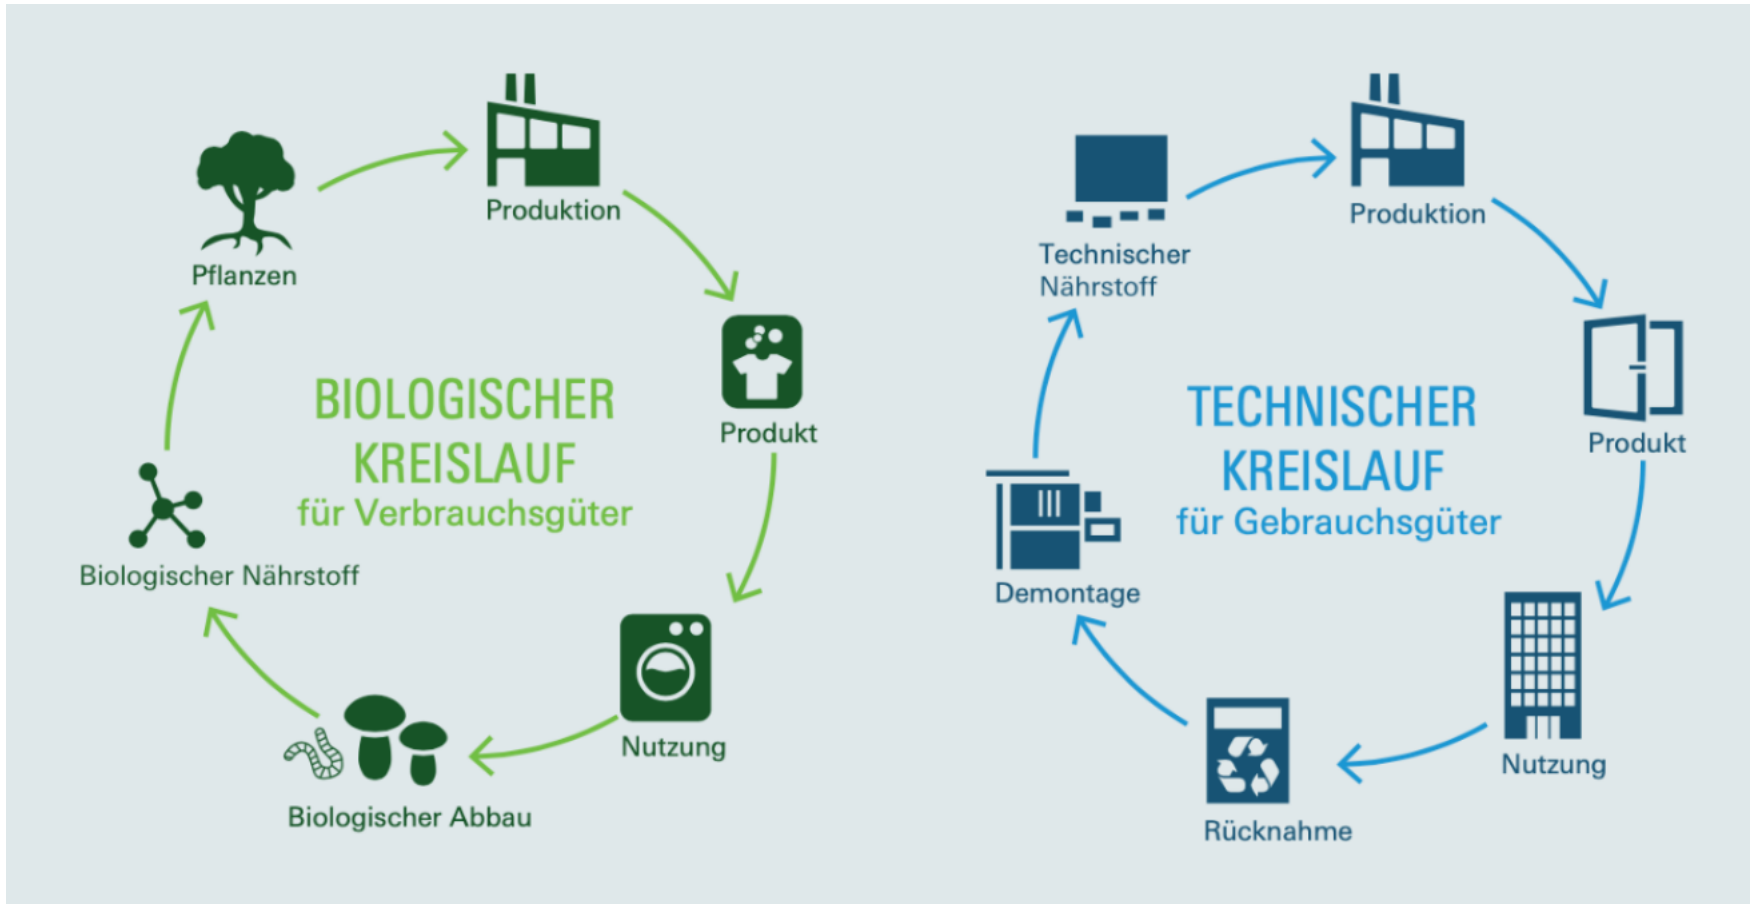 Produktion
Pflanzen
Produkt
BIOLOGISCHER
KREISLAUF
für Verbrauchsgüter
Biologischer Nährstoff
Nutzung
Biologischer Abbau
Produktion
Technischer
Nährstoff
Produkt
TECHNISCHER
KREISLAUF
für Gebrauchsgüter
Demontage
Nutzung
Rücknahme